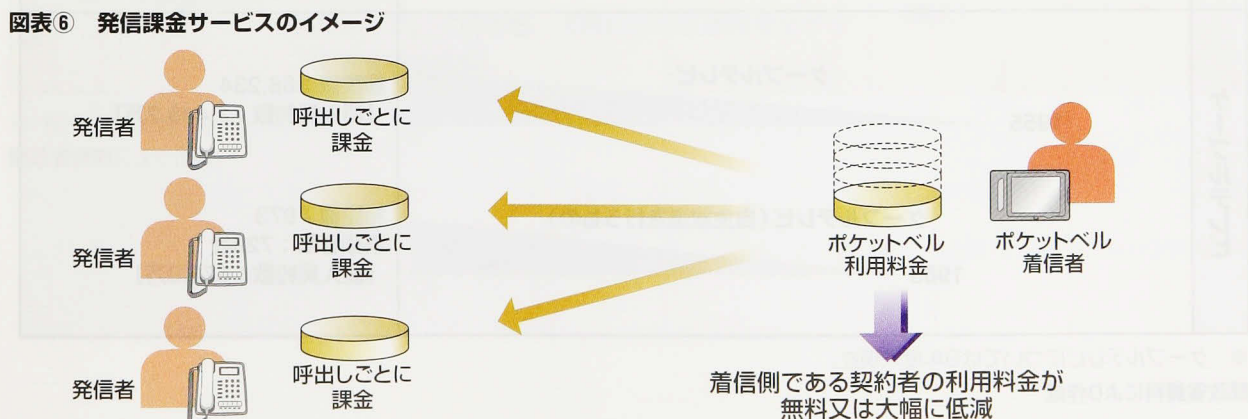 図表⑥ 発信課金サービスのイメージ
発信者
呼出しごとに
課金
発信者
呼出しごとに
課金
発信者
呼出しごとに
課金
ポケットベル
利用料金
ポケットベル
着信者
着信側である契約者の利用料金が
無料又は大幅に低減